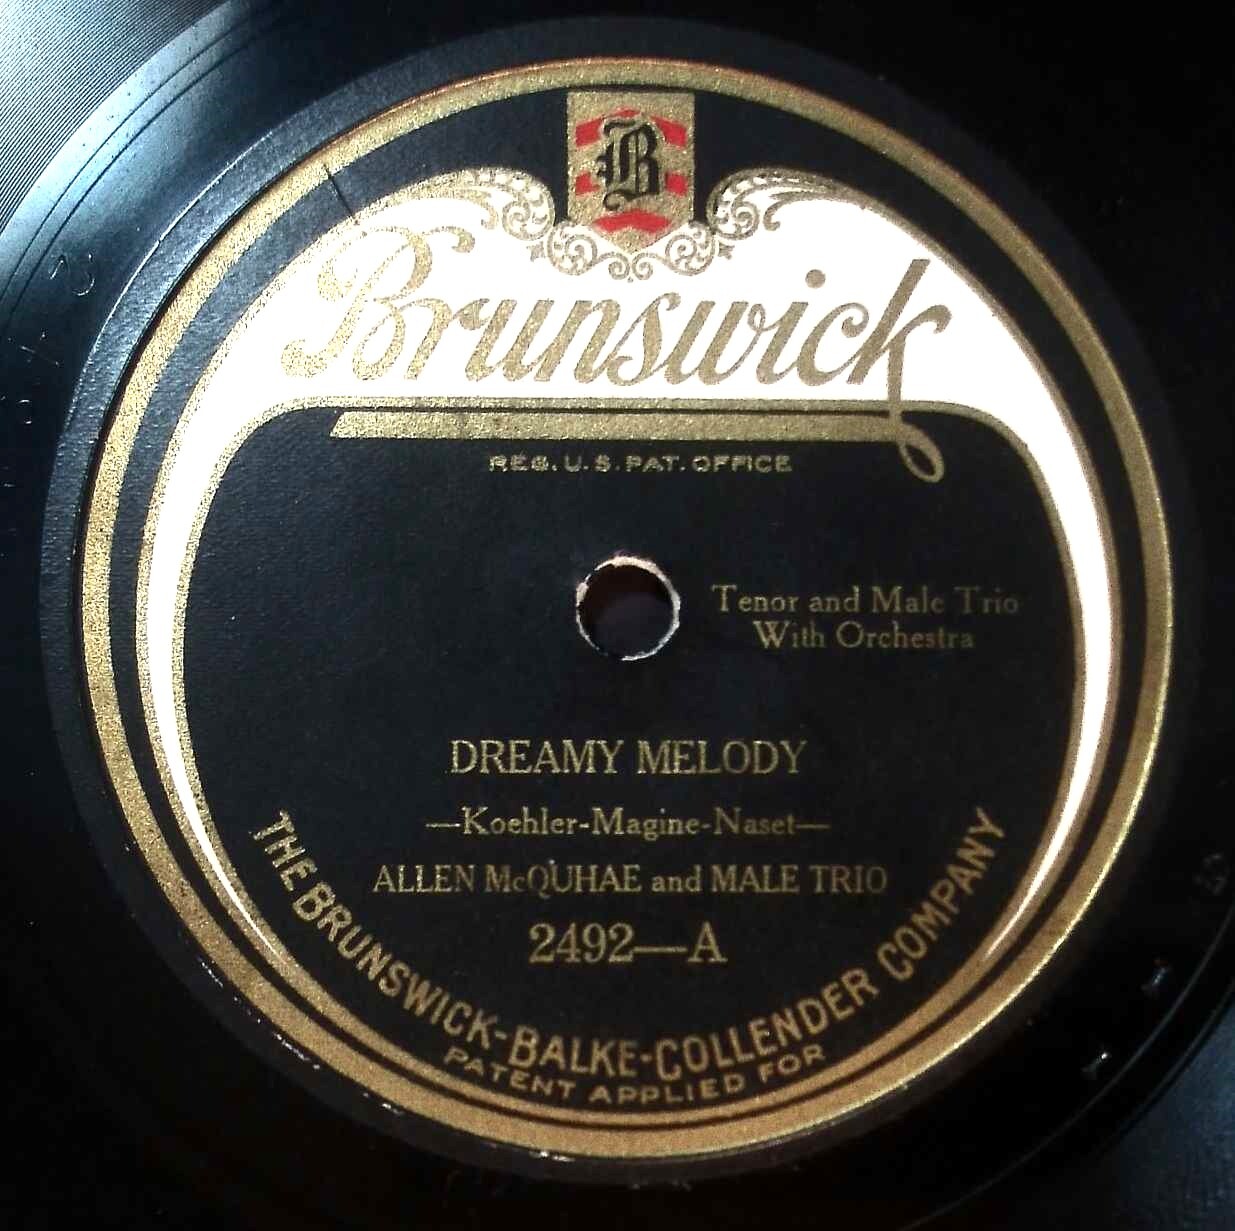 B
Brunswick
REG. U.S. PAT. OFFICE
Tenor and Male Trio
With Orchestra
DREAMY MELODY
—Koehler-Magine-Naset—
ALLEN McQUHAE and MALE TRIO
2492—A
THE BRUNSWICK-BALKE-COLLENDER COMPANY
PATENT APPLIED FOR